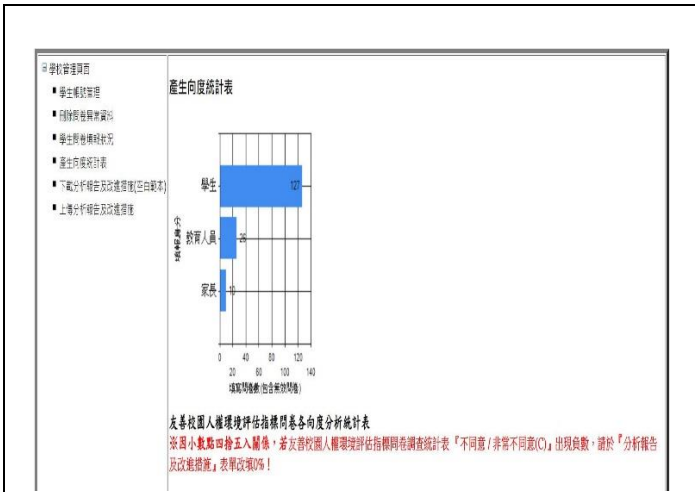 學校管理頁面
學生帳號管理
刪除問卷異常資料
學生問卷填報狀況
產生向度統計表
下載分析報告及改進措施(空白範本)
上傳分析報告及改進措施
產生向度統計表
填報身分
學生
127
教育人員
26
家長
10
0 40 80 120
20 60 100 140
填寫問卷數(包含無效問卷)
友善校園人權環境評估指標問卷各向度分析統計表
※因小數點四捨五入關係，若友善校園人權環境評估指標問卷調查統計表『不同意 / 非常不同意(C)』出現負數，請於『分析報告
及改進措施』表單改填0%！